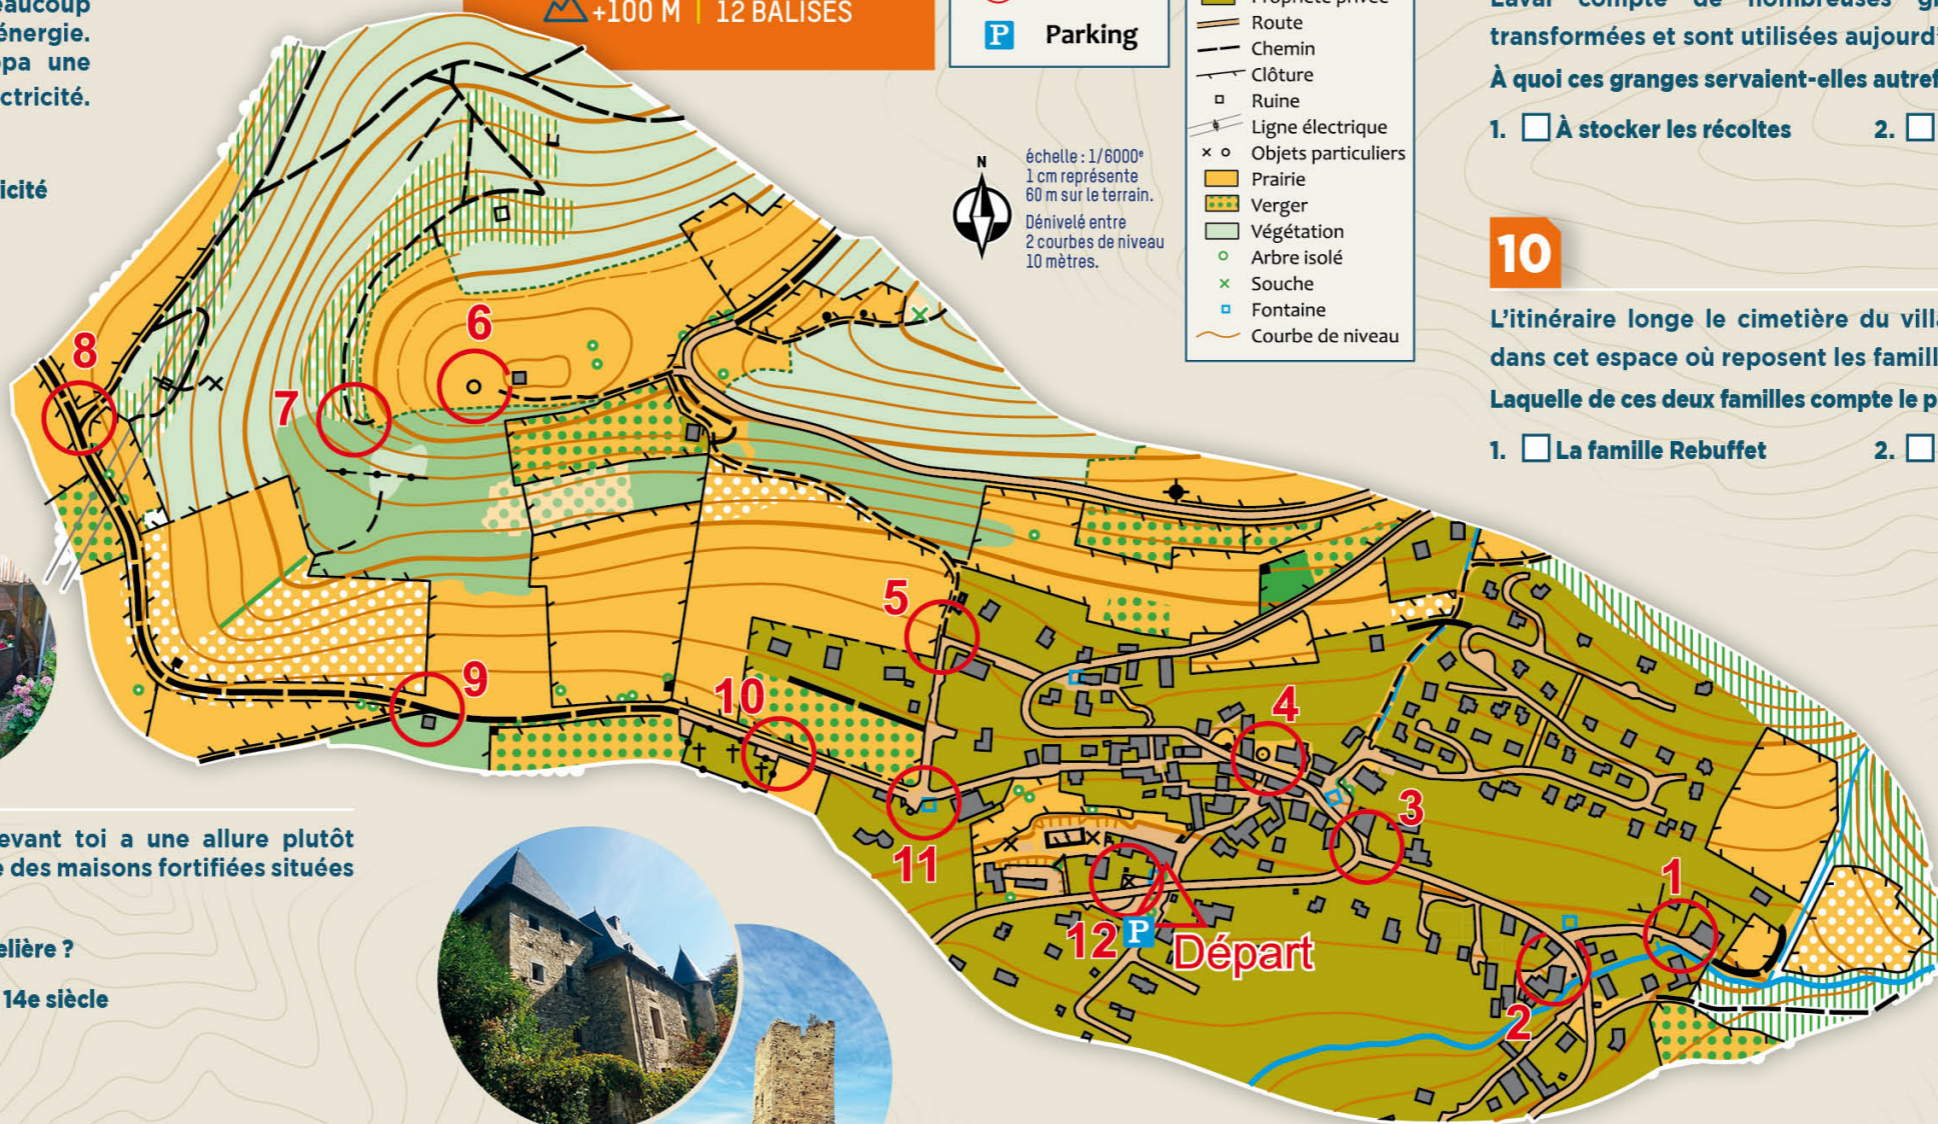 énergie.
pa une
ctricité.
icité
+100 M | 12 BALISES
P Parking
N
échelle : 1/6000e
1 cm représente
60 m sur le terrain.
Dénivelé entre
2 courbes de niveau
10 mètres.
Route
Chemin
Clôture
Ruine
Ligne électrique
Objets particuliers
Prairie
Verger
Végétation
Arbre isolé
Souche
Fontaine
Courbe de niveau
transformées et sont utilisées aujourd'
À quoi ces granges servaient-elles autref
1. À stocker les récoltes 2.
10
L'itinéraire longe le cimetière du villa
dans cet espace où reposent les famill
Laquelle de ces deux familles compte le p
1. La famille Rebuffet 2.
8
7
6
5
9
10
4
3
11
1
12
P
Départ
2
evant toi a une allure plutôt
e des maisons fortifiées situées
elière ?
14e siècle